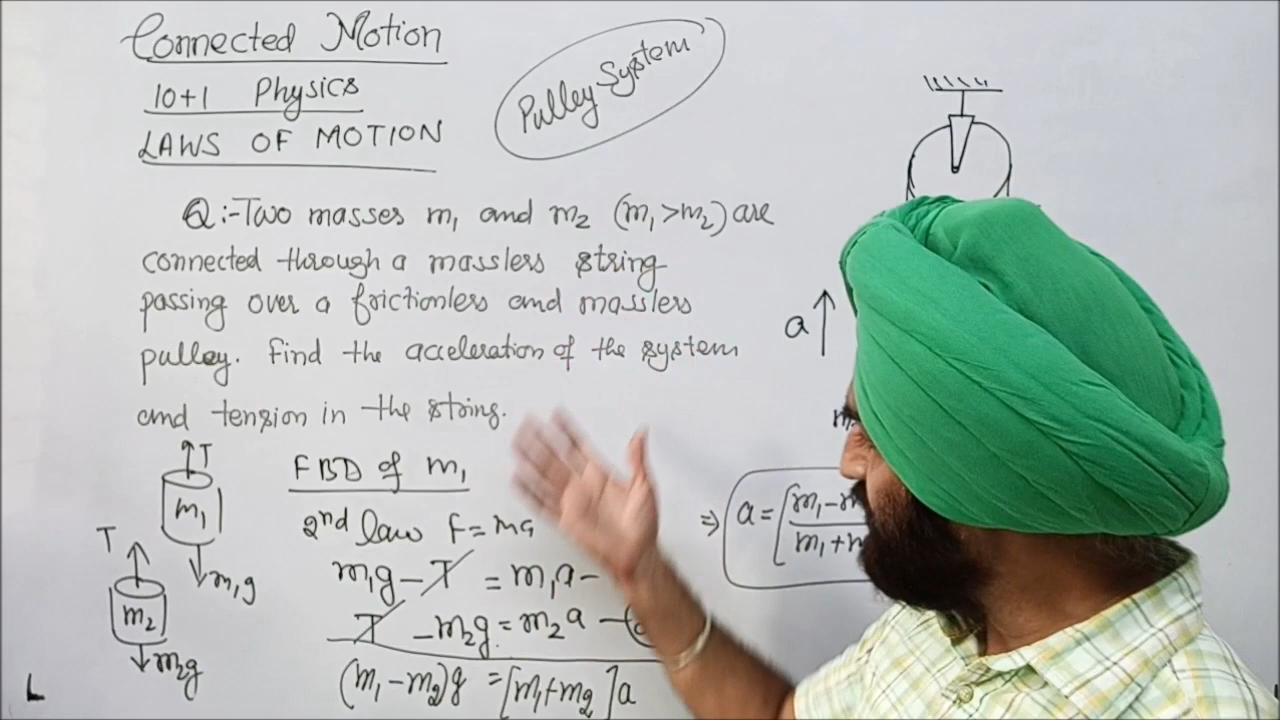 Connected Motion
10+1 Physics
LAWS OF MOTION
Pulley System
Q:-Two masses m₁ and m₂ (m₁>m₂) are
connected through a massless string
passing over a frictionless and massless
pulley. Find the acceleration of the system
and tension in the string.
a
T
m₁
m₁g
T
m₂
m₂g
FBD of m₁
2nd law F=ma
m₁g-T = m₁a-
T -m₂g = m₂a -
(m₁-m₂)g = [m₁+m₂]a
⇒ a = [m₁-
m₁+